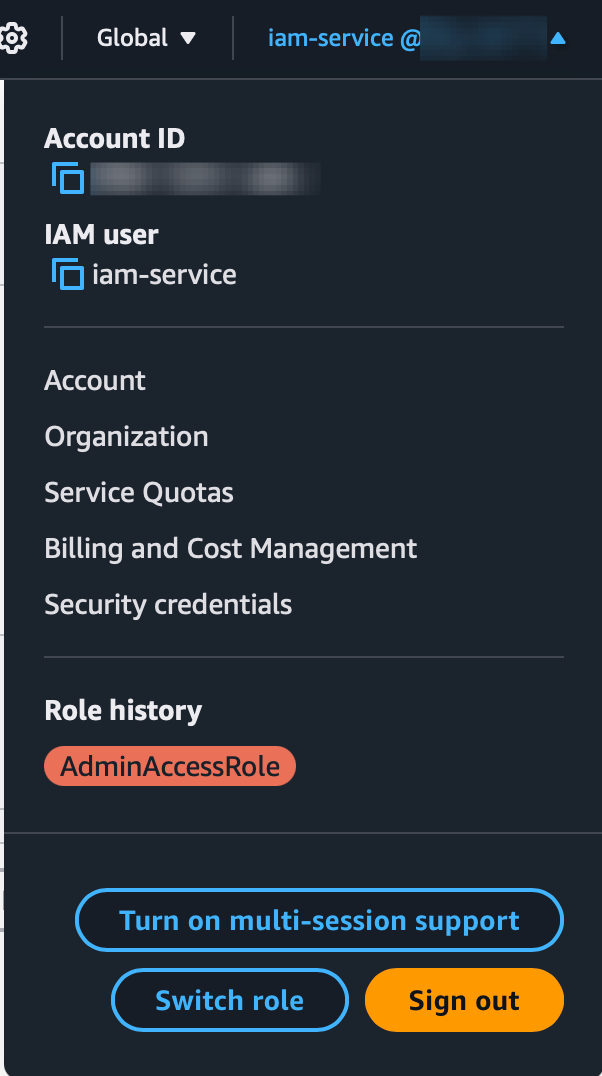 Global
iam-service @
Account ID
IAM user
iam-service
Account
Organization
Service Quotas
Billing and Cost Management
Security credentials
Role history
AdminAccessRole
Turn on multi-session support
Switch role
Sign out